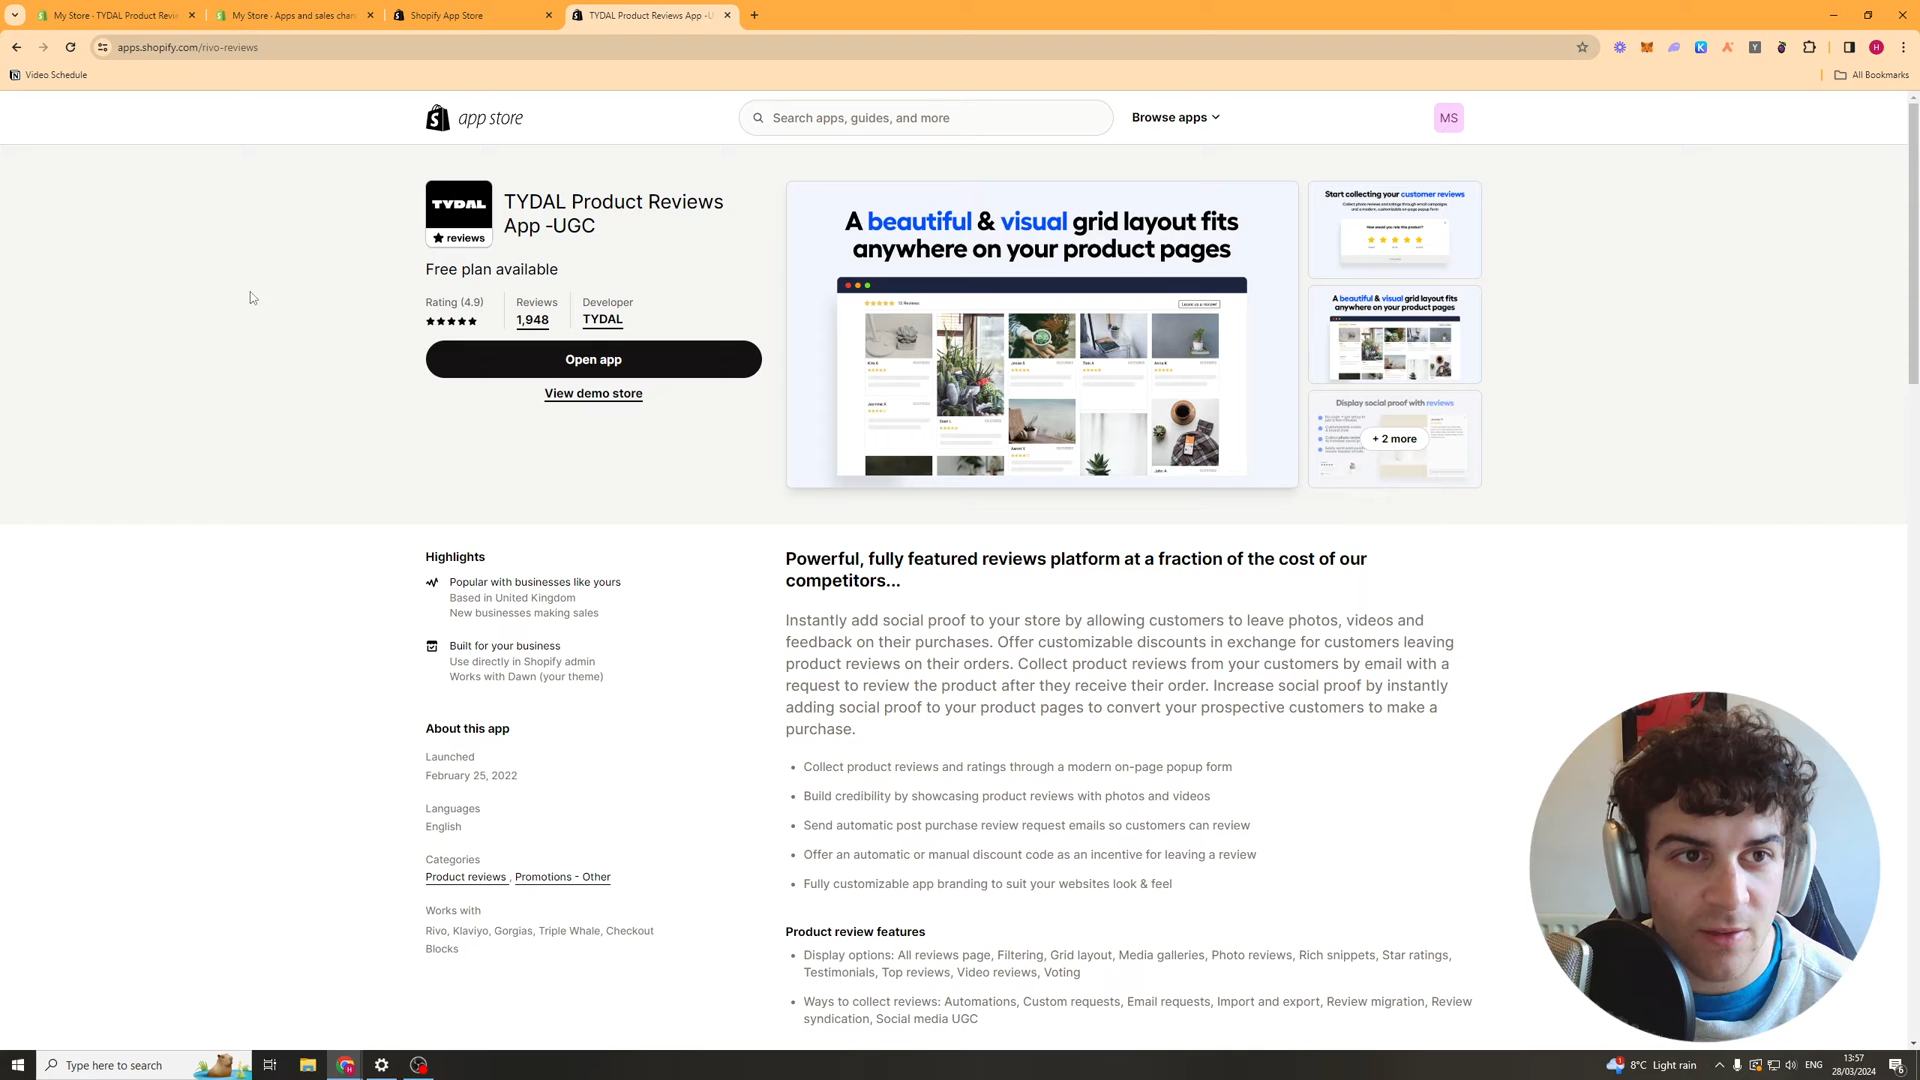 My Store - TYDAL Product Revie
My Store - Apps and sales chan
Shopify App Store
TYDAL Product Reviews App -U
apps.shopify.com/rivo-reviews
Video Schedule
All Bookmarks
app store
Search apps, guides, and more
Browse apps
MS
TYDAL
reviews
TYDAL Product Reviews
App -UGC
Free plan available
Rating (4.9)
Reviews
1,948
Developer
TYDAL
Open app
View demo store
A beautiful & visual grid layout fits
anywhere on your product pages
Start collecting your customer reviews
A beautiful & visual grid layout fits
anywhere on your product pages
Display social proof with reviews
+ 2 more
Highlights
Popular with businesses like yours
Based in United Kingdom
New businesses making sales
Built for your business
Use directly in Shopify admin
Works with Dawn (your theme)
About this app
Launched
February 25, 2022
Languages
English
Categories
Product reviews , Promotions - Other
Works with
Rivo, Klaviyo, Gorgias, Triple Whale, Checkout
Blocks
Powerful, fully featured reviews platform at a fraction of the cost of our
competitors...
Instantly add social proof to your store by allowing customers to leave photos, videos and
feedback on their purchases. Offer customizable discounts in exchange for customers leaving
product reviews on their orders. Collect product reviews from your customers by email with a
request to review the product after they receive their order. Increase social proof by instantly
adding social proof to your product pages to convert your prospective customers to make a
purchase.
• Collect product reviews and ratings through a modern on-page popup form
• Build credibility by showcasing product reviews with photos and videos
• Send automatic post purchase review request emails so customers can review
• Offer an automatic or manual discount code as an incentive for leaving a review
• Fully customizable app branding to suit your websites look & feel
Product review features
• Display options: All reviews page, Filtering, Grid layout, Media galleries, Photo reviews, Rich snippets, Star ratings,
Testimonials, Top reviews, Video reviews, Voting
• Ways to collect reviews: Automations, Custom requests, Email requests, Import and export, Review migration, Review
syndication, Social media UGC
Type here to search
8°C Light rain
ENG
13:57
28/03/2024